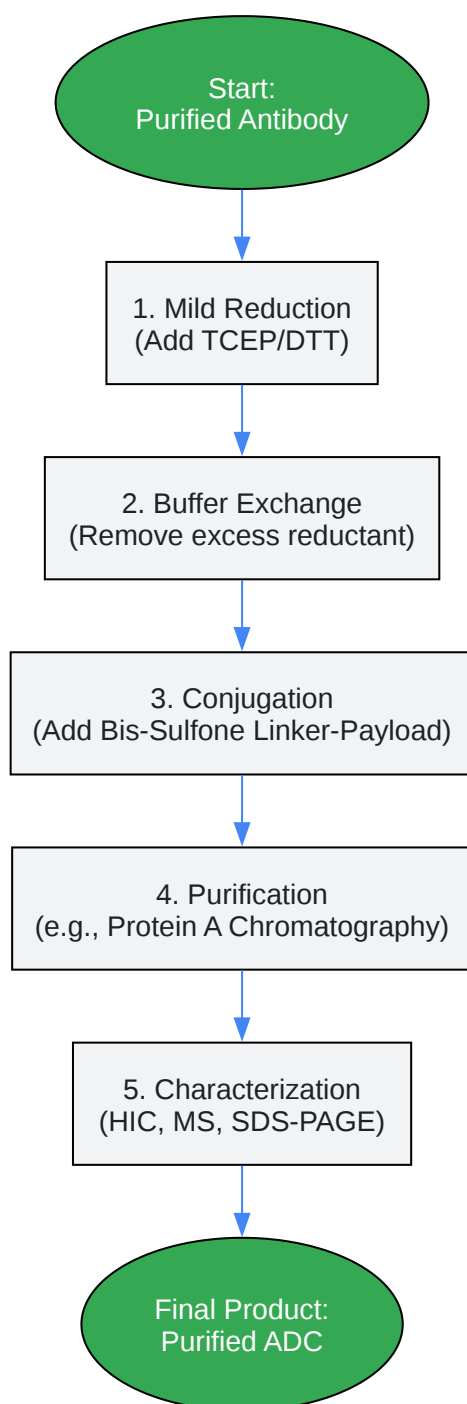 Start:
Purified Antibody
1. Mild Reduction
(Add TCEP/DTT)
2. Buffer Exchange
(Remove excess reductant)
3. Conjugation
(Add Bis-Sulfone Linker-Payload)
4. Purification
(e.g., Protein A Chromatography)
5. Characterization
(HIC, MS, SDS-PAGE)
Final Product:
Purified ADC